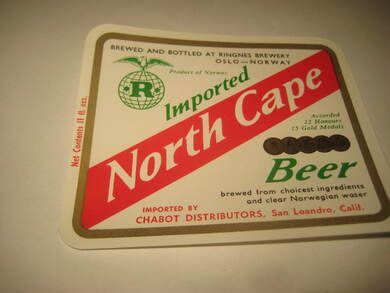 BREWED AND BOTTLED AT RINGNES BREWERY
OSLO—NORWAY
Product of Norway
R
Imported
North Cape
Accorded
22 Honours
15 Gold Medals
Beer
brewed from choicest ingredients
and clear Norwegian water
IMPORTED BY
CHABOT DISTRIBUTORS, San Leandro, Calif.
Net Contents 11 fl. ozs.